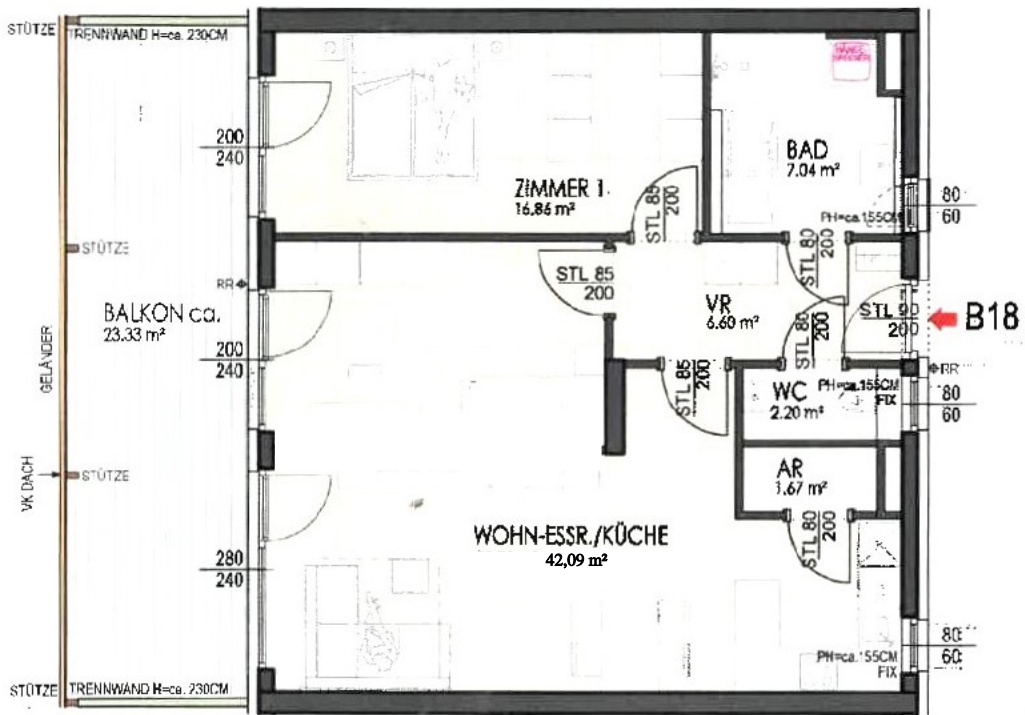 STÜTZE
TRENNWAND H=ca. 230CM
200
240
ZIMMER 1
16.86 m²
STL 85
200
BAD
7.04 m²
PH=ca.155CM
80
60
STÜTZE
RR
BALKON ca.
23.33 m²
GELÄNDER
200
240
STL 85
200
VR
6.60 m²
STL 80
200
STL 80
200
STL 90
200
B18
RR
STL 85
200
WC
2.20 m²
PH=ca.155CM
FIX
80
60
VK DACH
STÜTZE
AR
1.67 m²
STL 80
200
WOHN-ESSR./KÜCHE
42,09 m²
280
240
PH=ca.155CM
FIX
80
60
STÜTZE
TRENNWAND H=ca. 230CM